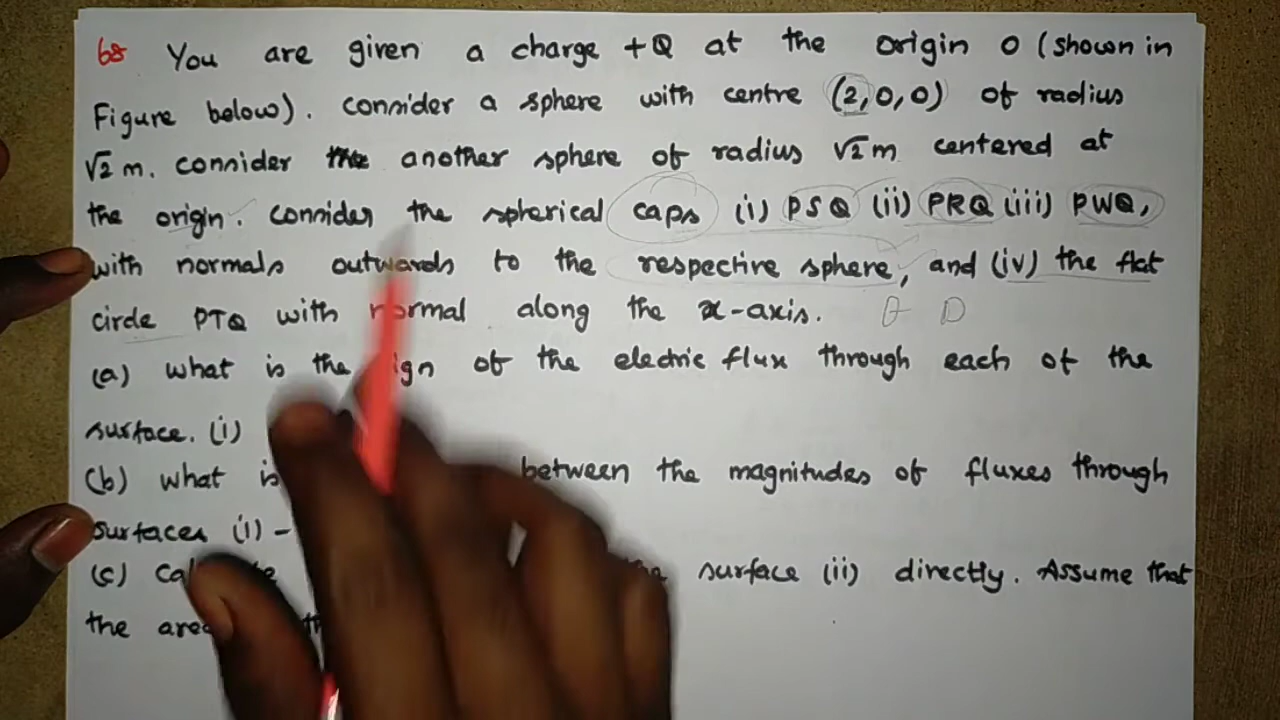 68 You are given a charge +Q at the origin O (shown in
Figure below). Consider a sphere with centre (2,0,0) of radius
√2 m. consider another sphere of radius √2 m centered at
the origin. Consider the spherical caps (i) PSQ (ii) PRQ (iii) PWQ,
with normals outwards to the respective sphere, and (iv) the flat
circle PTQ with normal along the x-axis.
(a) what is the ign of the electric flux through each of the
surface. (i)
(b) what is between the magnitudes of fluxes through
surfaces (i) -
(c) surface (ii) directly. Assume that
the